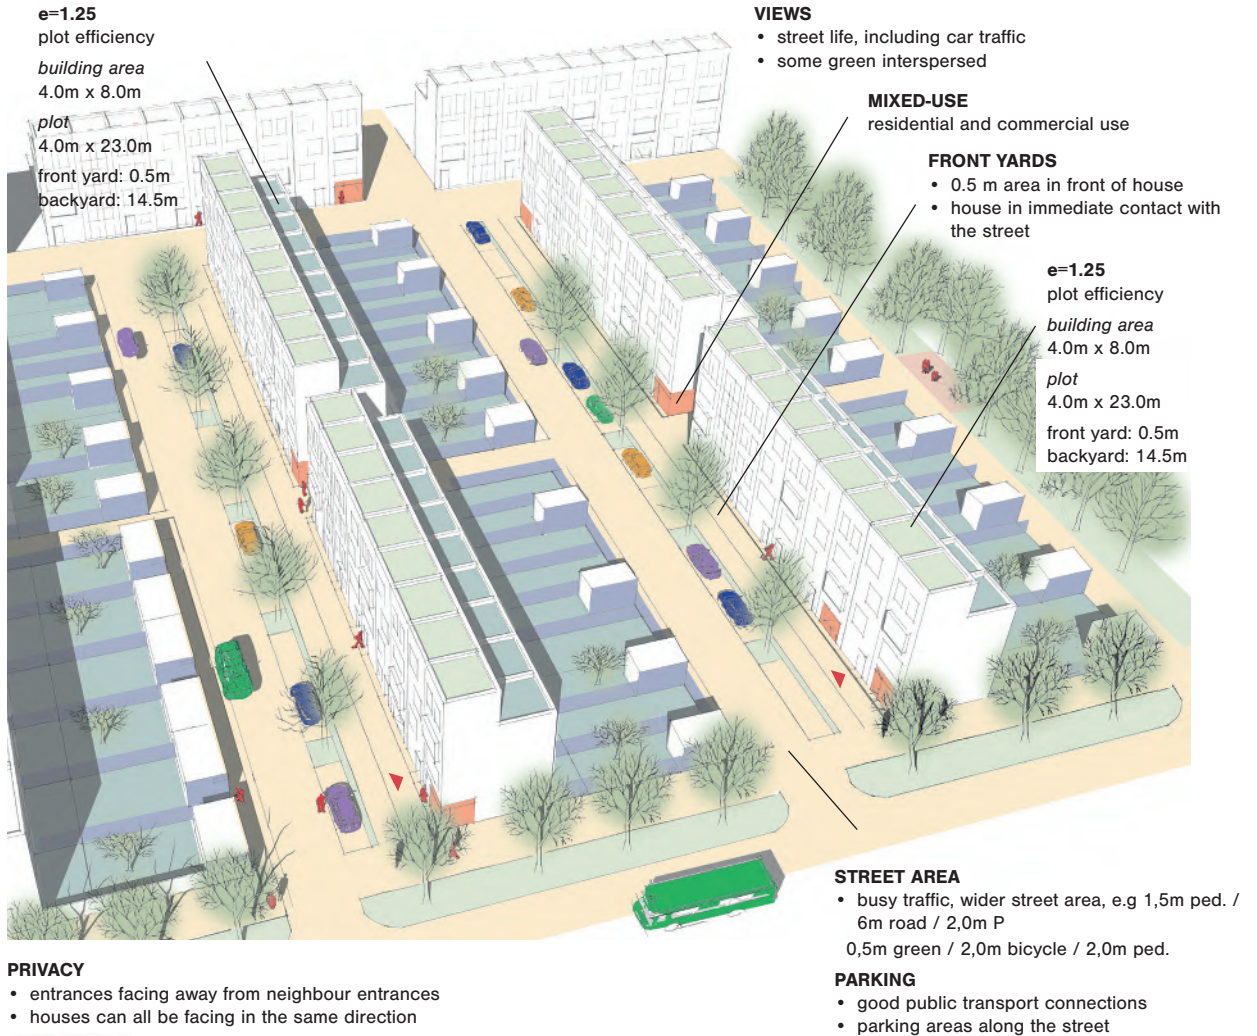 e=1.25
plot efficiency
building area
4.0m x 8.0m
plot
4.0m x 23.0m
front yard: 0.5m
backyard: 14.5m
VIEWS
• street life, including car traffic
• some green interspersed
MIXED-USE
residential and commercial use
FRONT YARDS
• 0.5 m area in front of house
• house in immediate contact with
the street
e=1.25
plot efficiency
building area
4.0m x 8.0m
plot
4.0m x 23.0m
front yard: 0.5m
backyard: 14.5m
STREET AREA
• busy traffic, wider street area, e.g 1,5m ped. /
6m road / 2,0m P
0,5m green / 2,0m bicycle / 2,0m ped.
PARKING
• good public transport connections
• parking areas along the street
PRIVACY
• entrances facing away from neighbour entrances
• houses can all be facing in the same direction